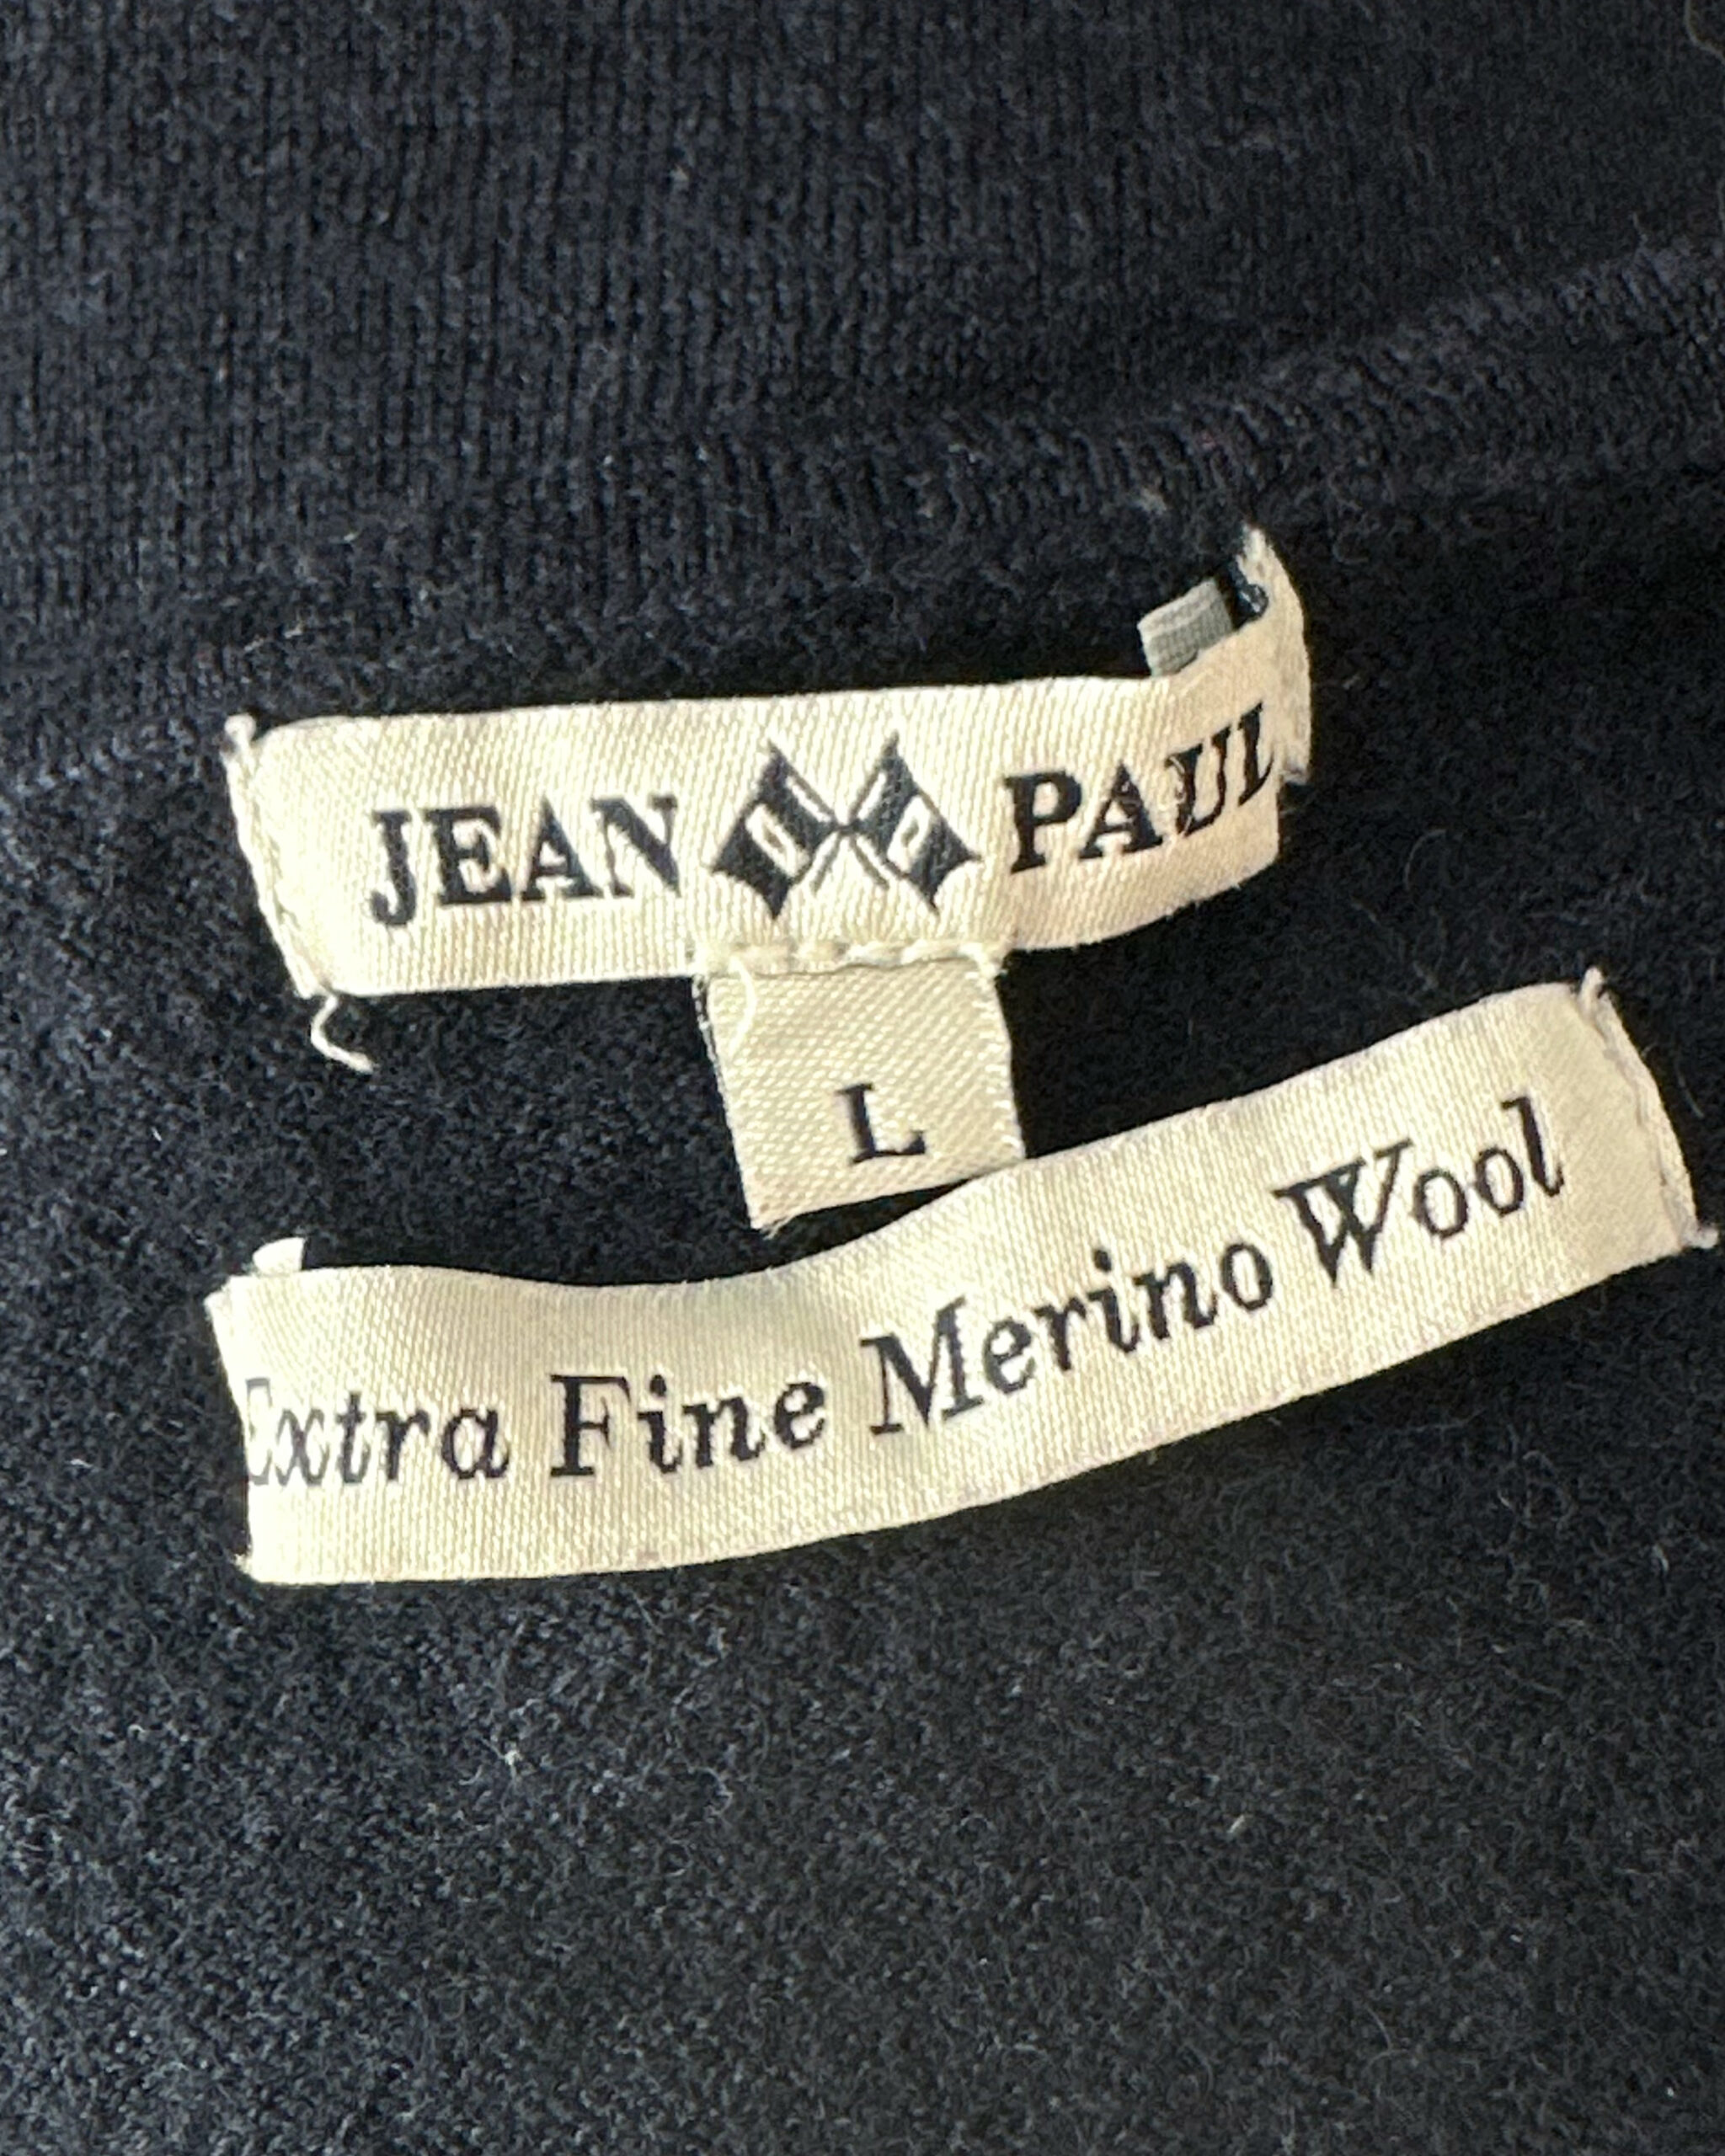 JEAN PAUL
L
Extra Fine Merino Wool